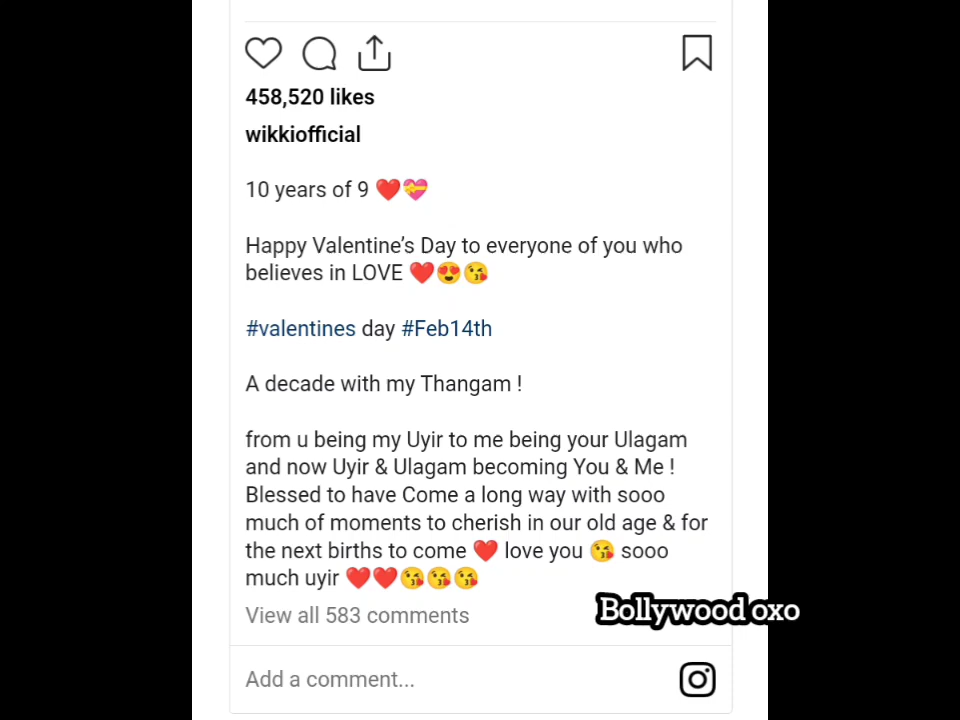 458,520 likes
wikkiofficial
10 years of 9 ❤️💝
Happy Valentine’s Day to everyone of you who
believes in LOVE ❤️😍😘
#valentines day #Feb14th
A decade with my Thangam !
from u being my Uyir to me being your Ulagam
and now Uyir & Ulagam becoming You & Me !
Blessed to have Come a long way with sooo
much of moments to cherish in our old age & for
the next births to come ❤️ love you 😘 sooo
much uyir ❤️❤️😘😘😘
View all 583 comments
Bollywood oxo
Add a comment...